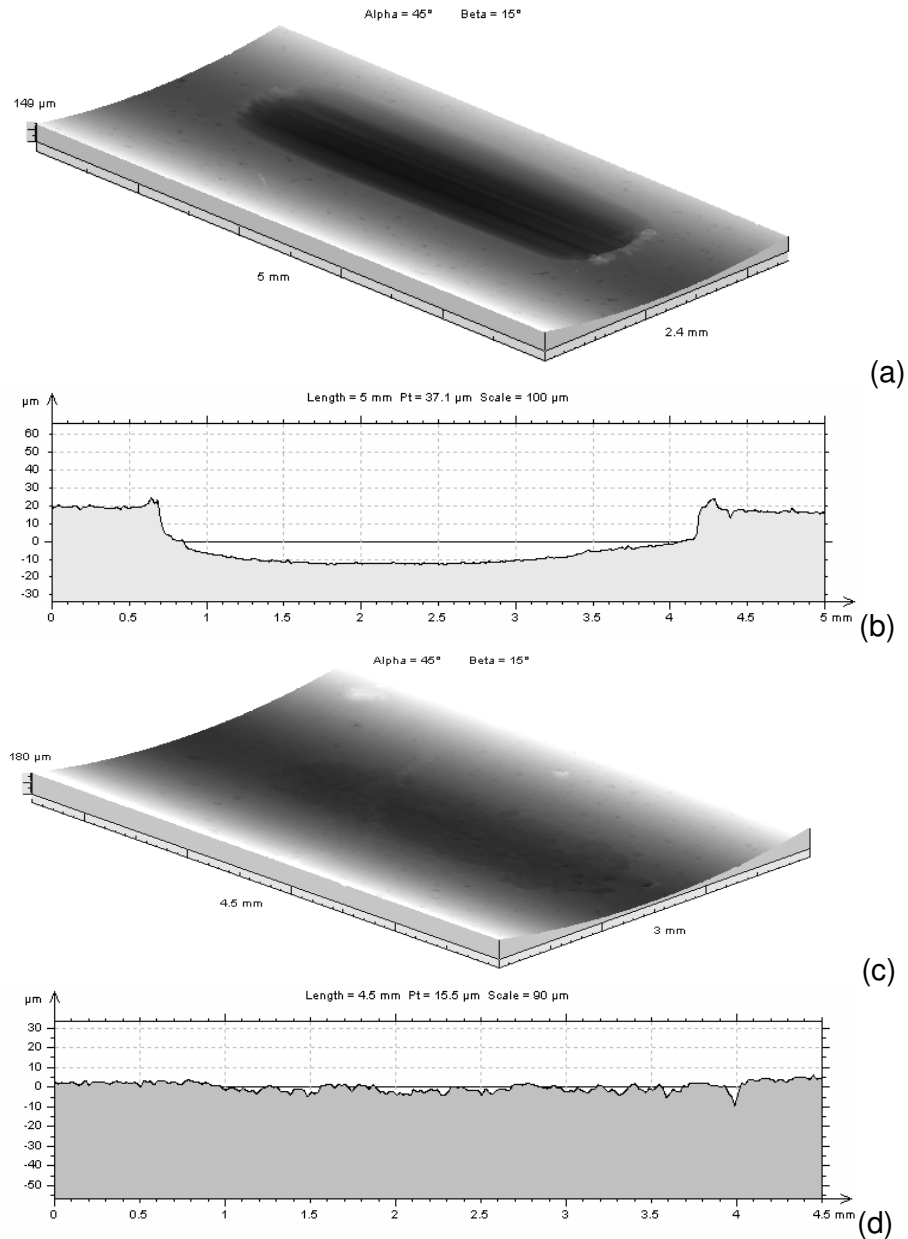 Alpha = 45° Beta = 15°
149 µm
5 mm
2.4 mm
(a)
µm
Length = 5 mm Pt = 37.1 µm Scale = 100 µm
60
50
40
30
20
10
0
-10
-20
-30
0 0.5 1 1.5 2 2.5 3 3.5 4 4.5 5 mm
(b)
Alpha = 45° Beta = 15°
180 µm
4.5 mm
3 mm
(c)
µm
Length = 4.5 mm Pt = 15.5 µm Scale = 90 µm
30
20
10
0
-10
-20
-30
-40
-50
0 0.5 1 1.5 2 2.5 3 3.5 4 4.5 mm
(d)